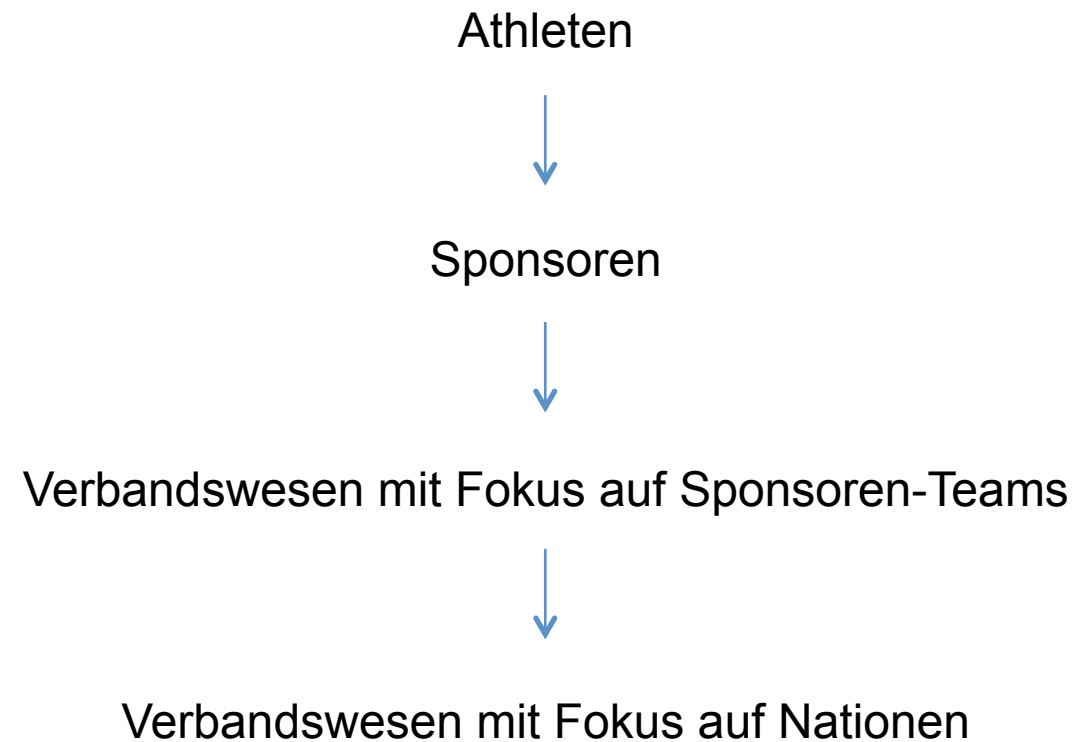 Athleten
Sponsoren
Verbandswesen mit Fokus auf Sponsoren-Teams
Verbandswesen mit Fokus auf Nationen